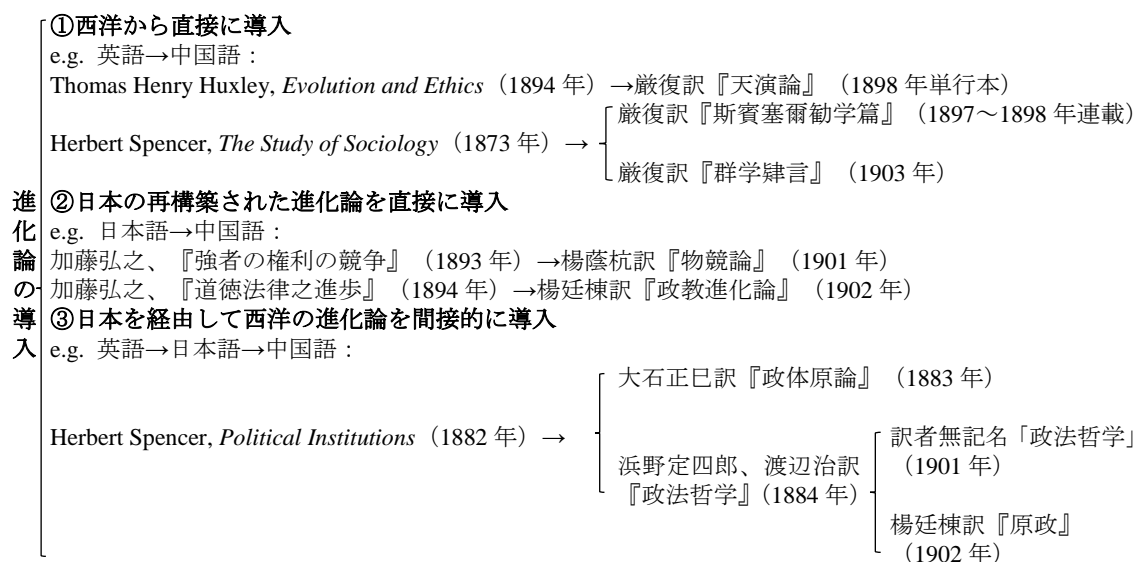 進化論の導入
①西洋から直接に導入
e.g. 英語→中国語：
Thomas Henry Huxley, Evolution and Ethics（1894 年）→厳復訳『天演論』（1898 年単行本）
Herbert Spencer, The Study of Sociology（1873 年）→
厳復訳『斯賓塞爾勧学篇』（1897～1898 年連載）
厳復訳『群学肄言』（1903 年）
②日本の再構築された進化論を直接に導入
e.g. 日本語→中国語：
加藤弘之、『強者の権利の競争』（1893 年）→楊蔭杭訳『物競論』（1901 年）
加藤弘之、『道徳法律之進歩』（1894 年）→楊廷棟訳『政教進化論』（1902 年）
③日本を経由して西洋の進化論を間接的に導入
e.g. 英語→日本語→中国語：
Herbert Spencer, Political Institutions（1882 年）→
大石正巳訳『政体原論』（1883 年）
浜野定四郎、渡辺治訳
『政法哲学』（1884 年）
訳者無記名「政法哲学」
（1901 年）
楊廷棟訳『原政』
（1902 年）